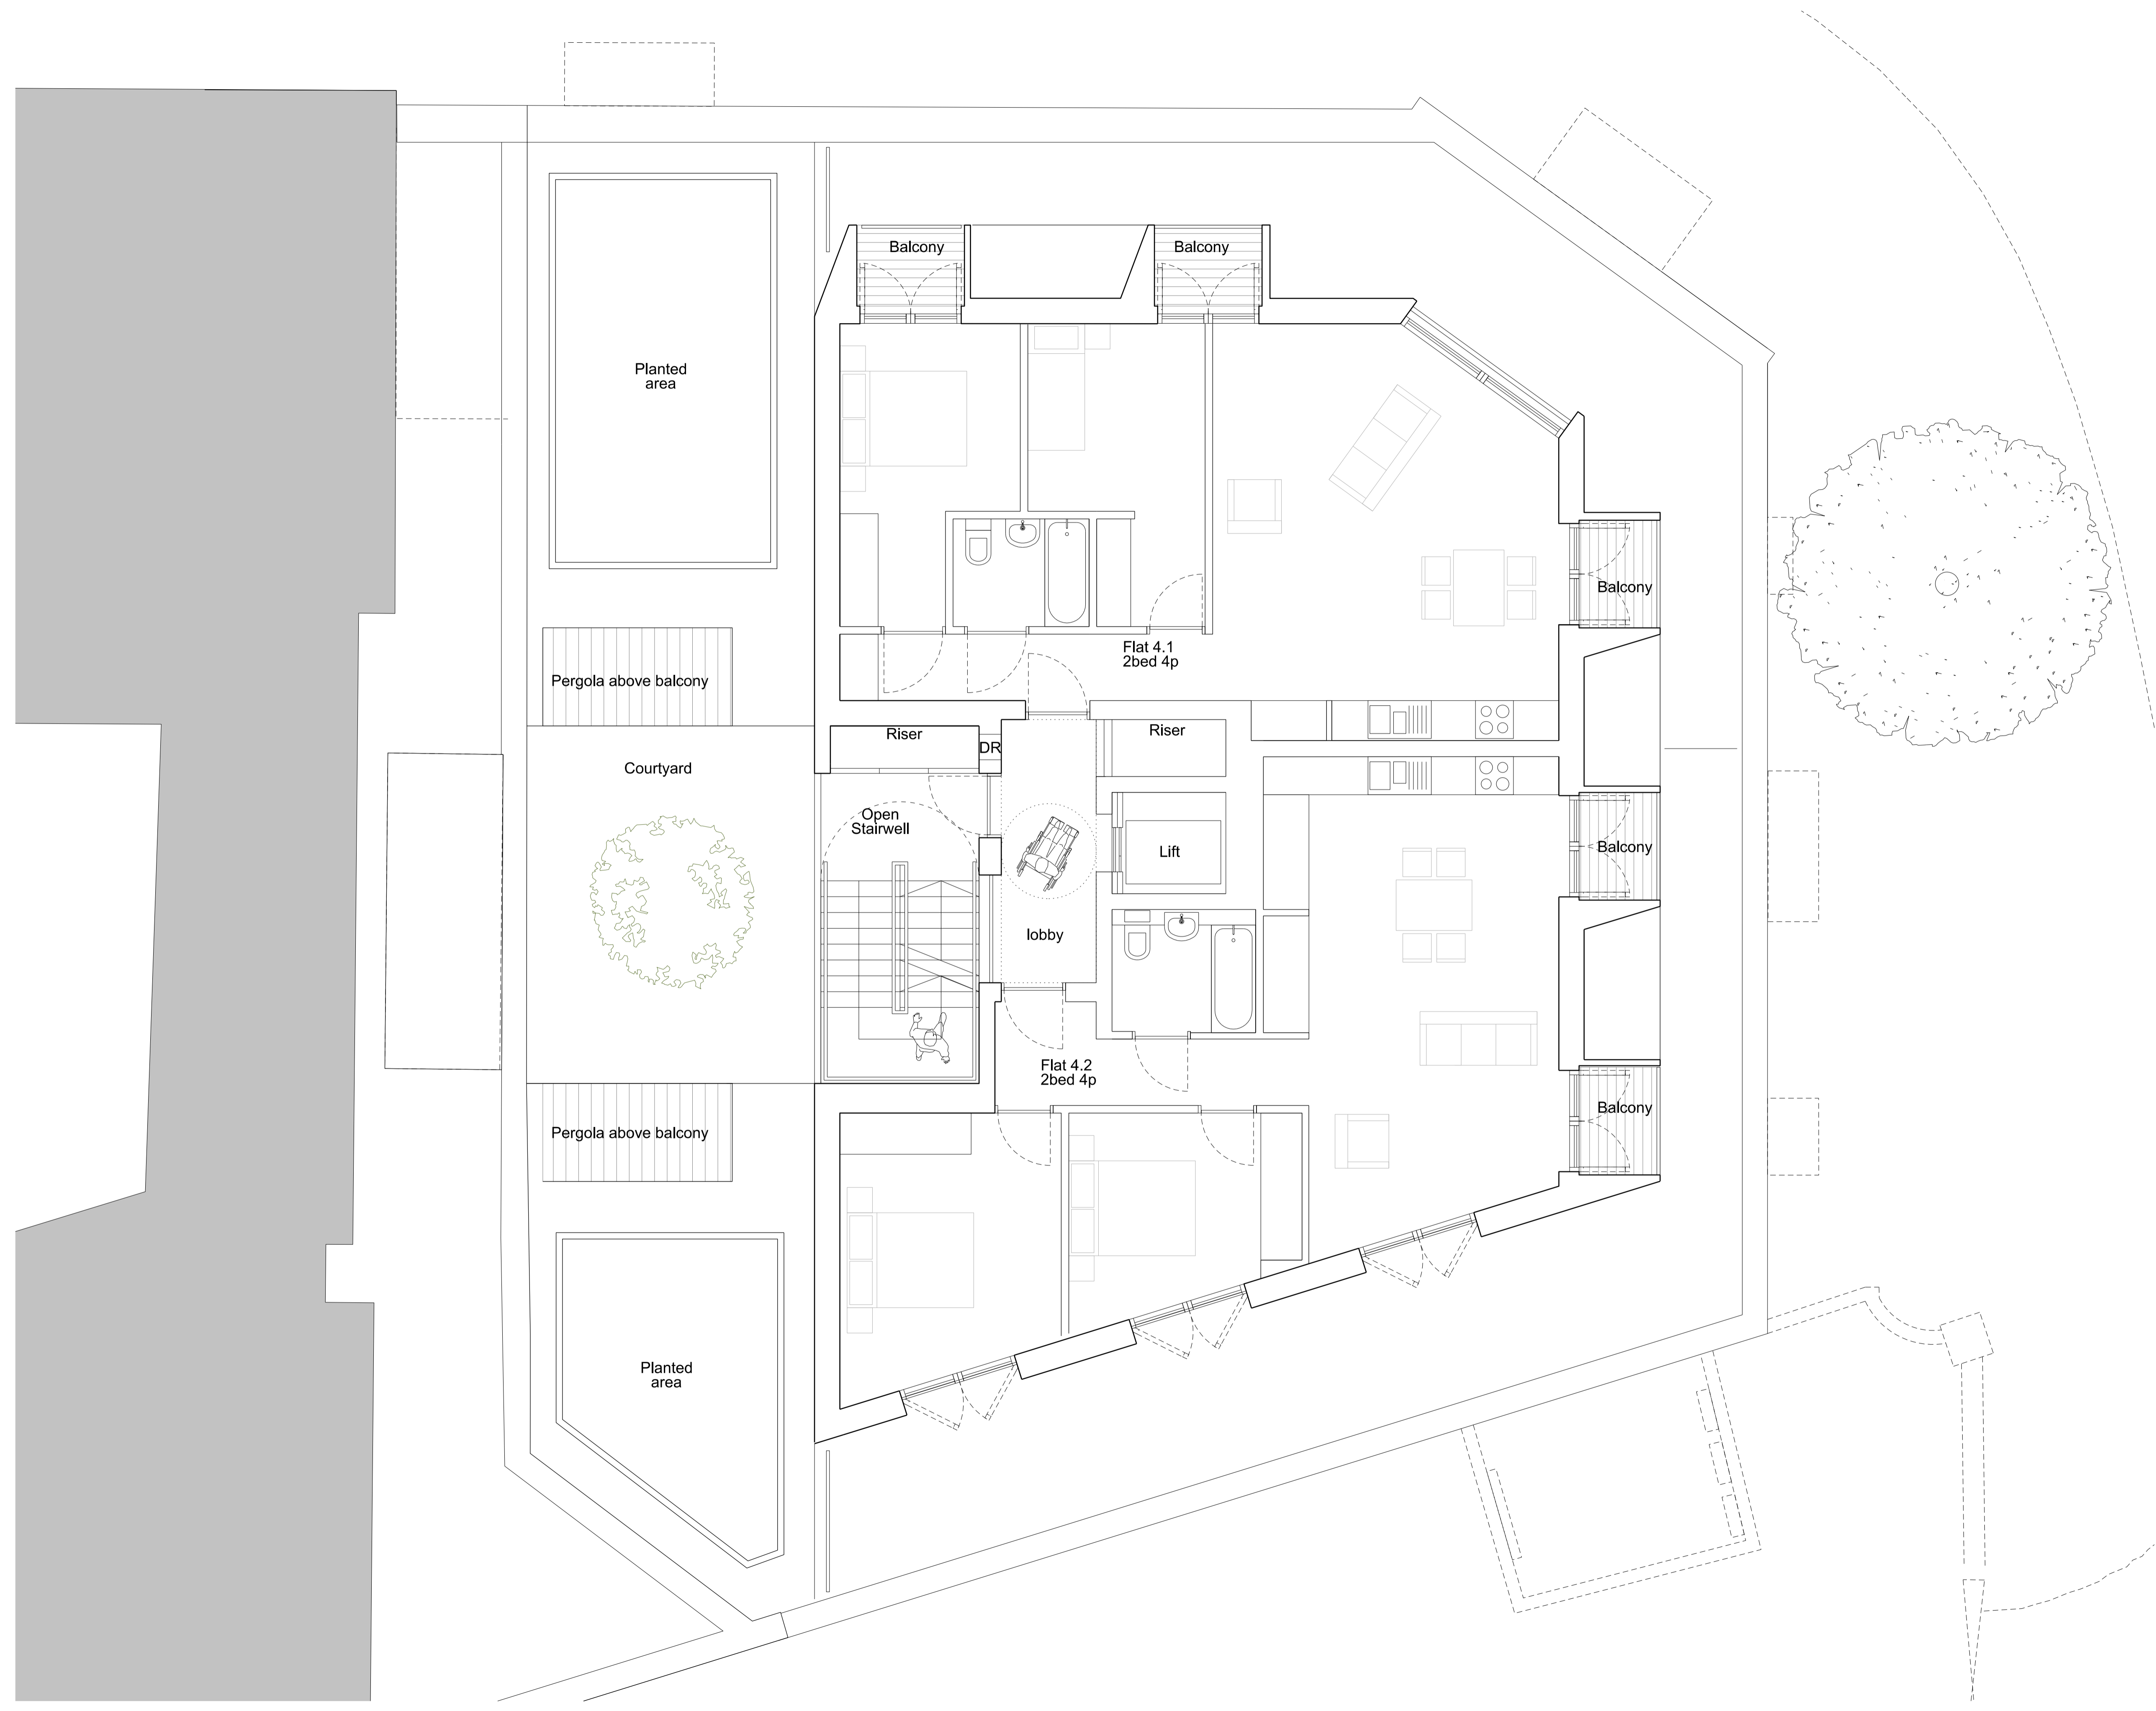 Balcony
Balcony
Planted
area
Balcony
Flat 4.1
2bed 4p
Pergola above balcony
Riser
Riser
DR
Courtyard
Open
Stairwell
Lift
Balcony
lobby
Flat 4.2
2bed 4p
Balcony
Pergola above balcony
Planted
area